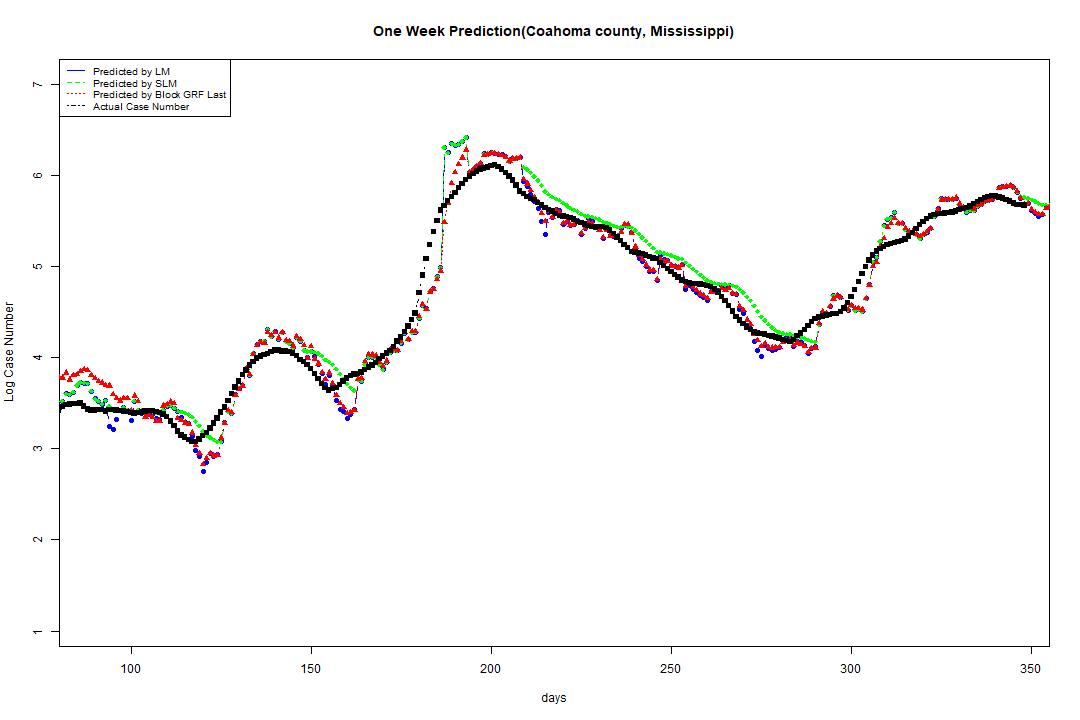 One Week Prediction(Coahoma county, Mississippi)
Predicted by LM
Predicted by SLM
Predicted by Block GRF Last
Actual Case Number
7
6
5
4
3
2
1
Log Case Number
100 150 200 250 300 350
days